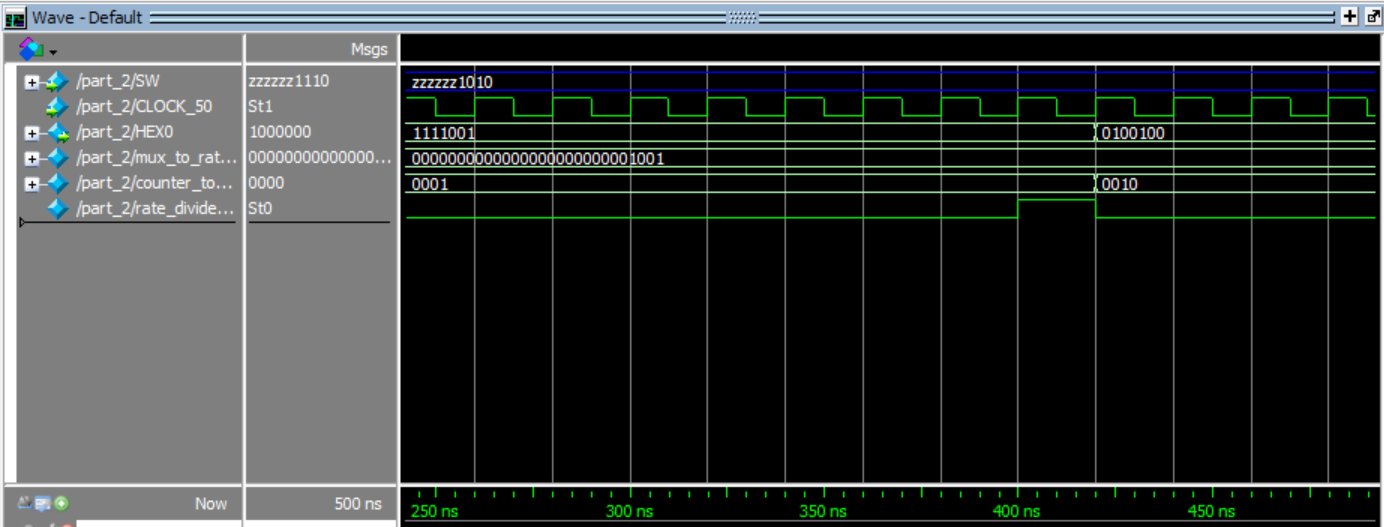 Wave - Default
Msgs
/part_2/SW zzzzzz1110 zzzzzz1010
/part_2/CLOCK_50 St1
/part_2/HEX0 1000000 1111001 0100100
/part_2/mux_to_rat... 00000000000000... 0000000000000000000000001001
/part_2/counter_to... 0000 0001 0010
/part_2/rate_divide... St0
Now 500 ns 250 ns 300 ns 350 ns 400 ns 450 ns